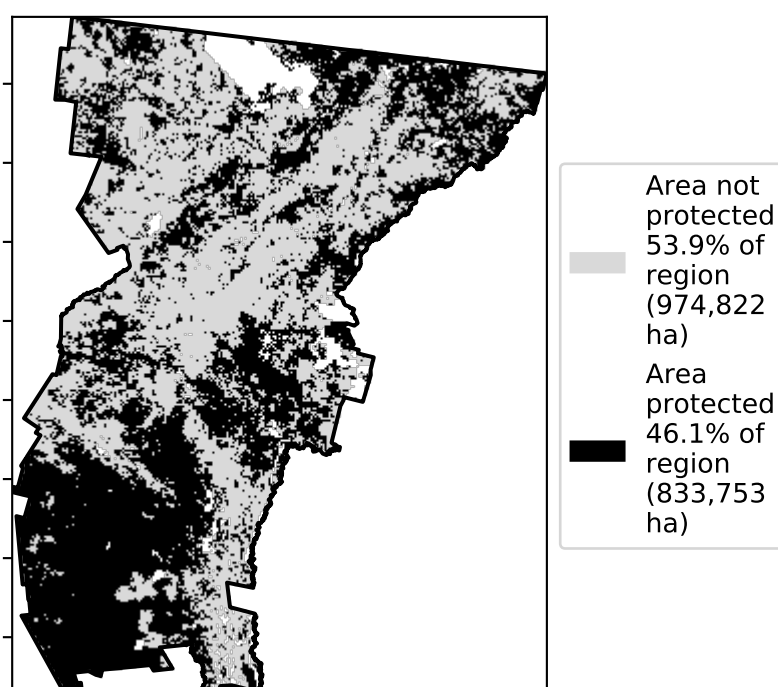 Area not
protected
53.9% of
region
(974,822
ha)
Area
protected
46.1% of
region
(833,753
ha)